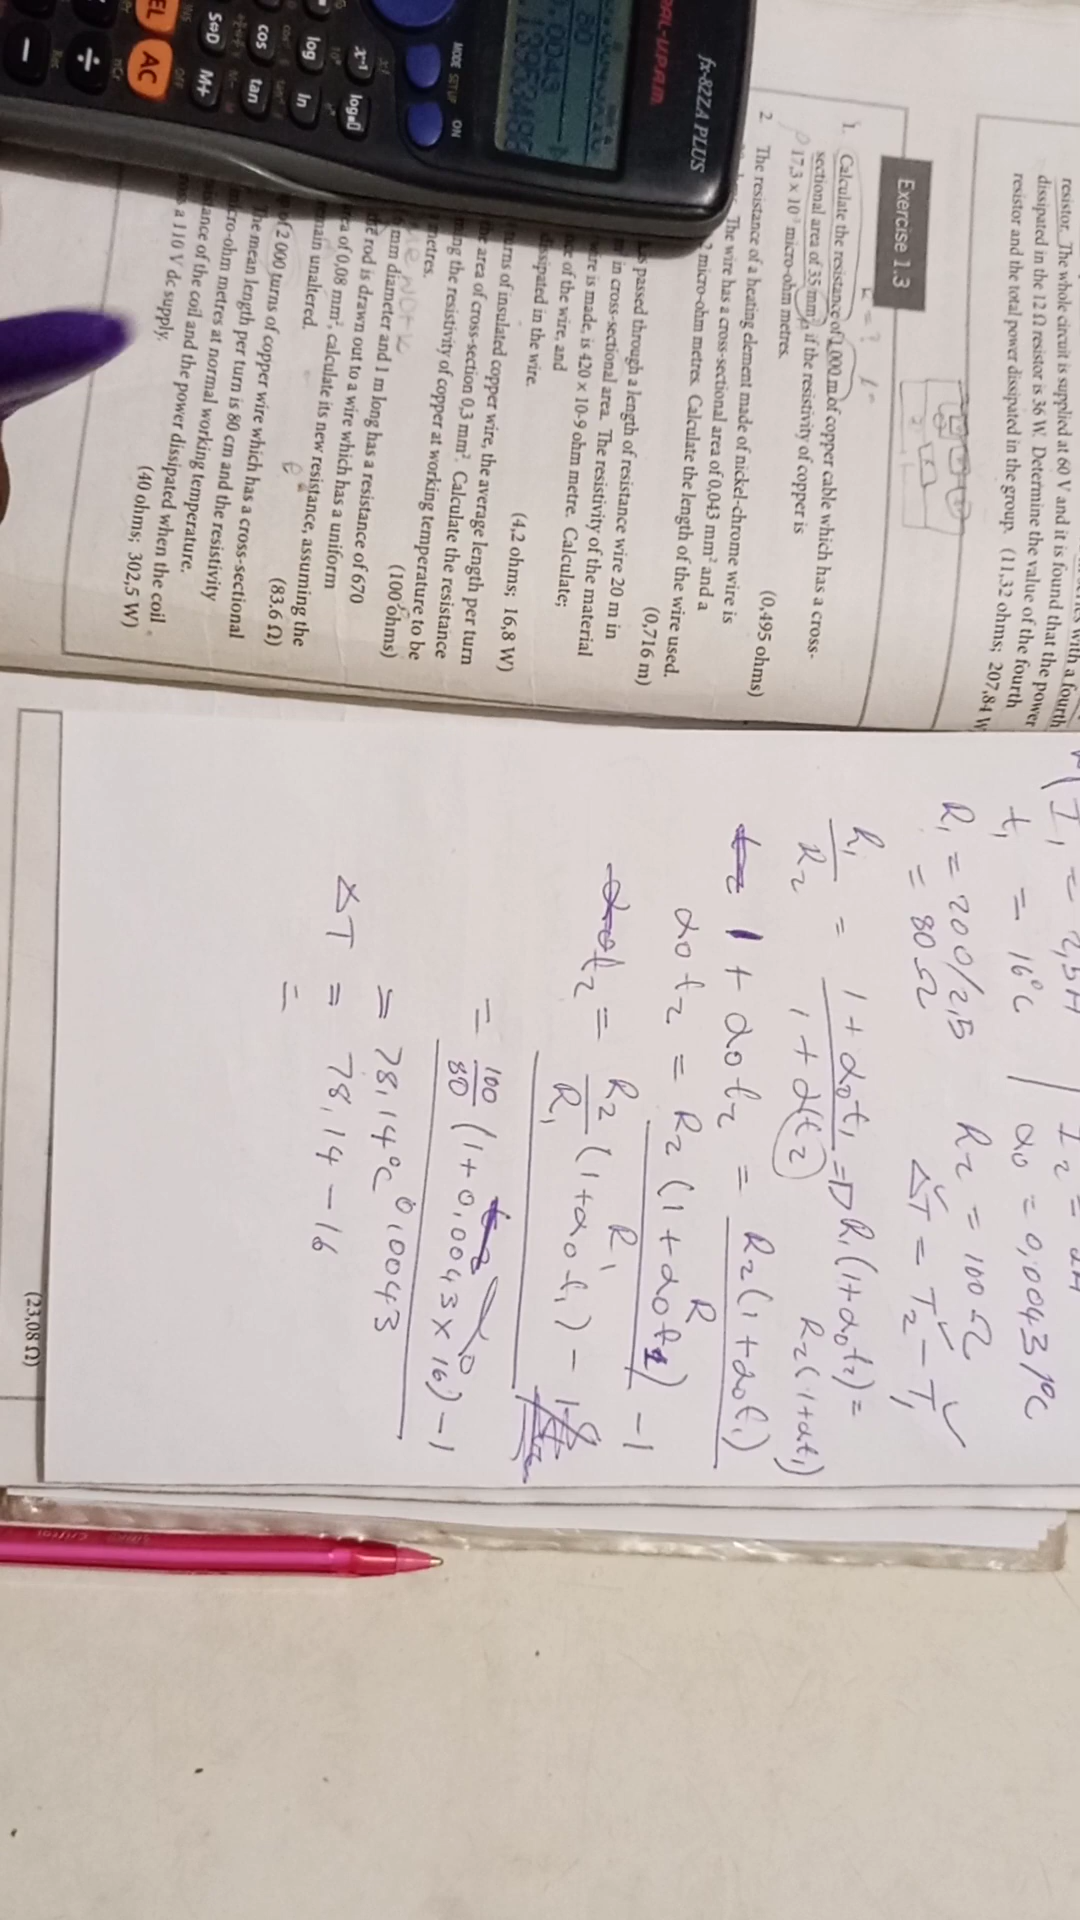 resistor. The whole circuit is supplied at 60 V and it is found that the power
dissipated in the 12 Ω resistor is 36 W. Determine the value of the fourth
resistor and the total power dissipated in the group. (11,32 ohms; 207,84 W
Exercise 1.3
1. Calculate the resistance of 1 000 m of copper cable which has a cross-
sectional area of 35 mm², if the resistivity of copper is
17,3 x 10⁻³ micro-ohm metres.
(0,495 ohms)
2. The resistance of a heating element made of nickel-chrome wire is
The wire has a cross-sectional area of 0,043 mm² and a
micro-ohm metres. Calculate the length of the wire used.
(0,716 m)
passed through a length of resistance wire 20 m in
in cross-sectional area. The resistivity of the material
wire is made, is 420 x 10-9 ohm metre. Calculate;
of the wire, and
dissipated in the wire.
(4,2 ohms; 16,8 W)
turns of insulated copper wire, the average length per turn
the area of cross-section 0,3 mm². Calculate the resistance
the resistivity of copper at working temperature to be
metres.
(100 ohms)
mm diameter and 1 m long has a resistance of 670
rod is drawn out to a wire which has a uniform
of 0,08 mm², calculate its new resistance, assuming the
main unaltered.
(83.6 Ω)
of 2 000 turns of copper wire which has a cross-sectional
the mean length per turn is 80 cm and the resistivity
micro-ohm metres at normal working temperature.
of the coil and the power dissipated when the coil
a 110 V dc supply.
(40 ohms; 302,5 W)
I₁ = 2,5A
I₂ = 2A
t₁ = 16°C
α₀ = 0,0043/°C
R₁ = 200/2,5
= 80 Ω
R₂ = 100 Ω
ΔT = T₂ - T₁
R₁/R₂ = 1 + α₀t₁ / 1 + αt₂ => R₁(1+α₀t₂) =
R₂(1+αt₁)
1 + α₀t₂ = R₂(1+α₀t₁)
R
α₀t₂ = R₂(1+α₀t₁) - 1
R₁
t₂ = R₂/R₁ (1+α₀t₁) - 1
= 100/80 (1+0,0043×16) - 1
0,0043
= 78,14°C
ΔT = 78,14 - 16
=
(23,08 Ω)
fx-82ZA PLUS
MODE SETUP ON
x⁻¹
log
ln
cos
tan
S⇔D
M+
AC
÷
−